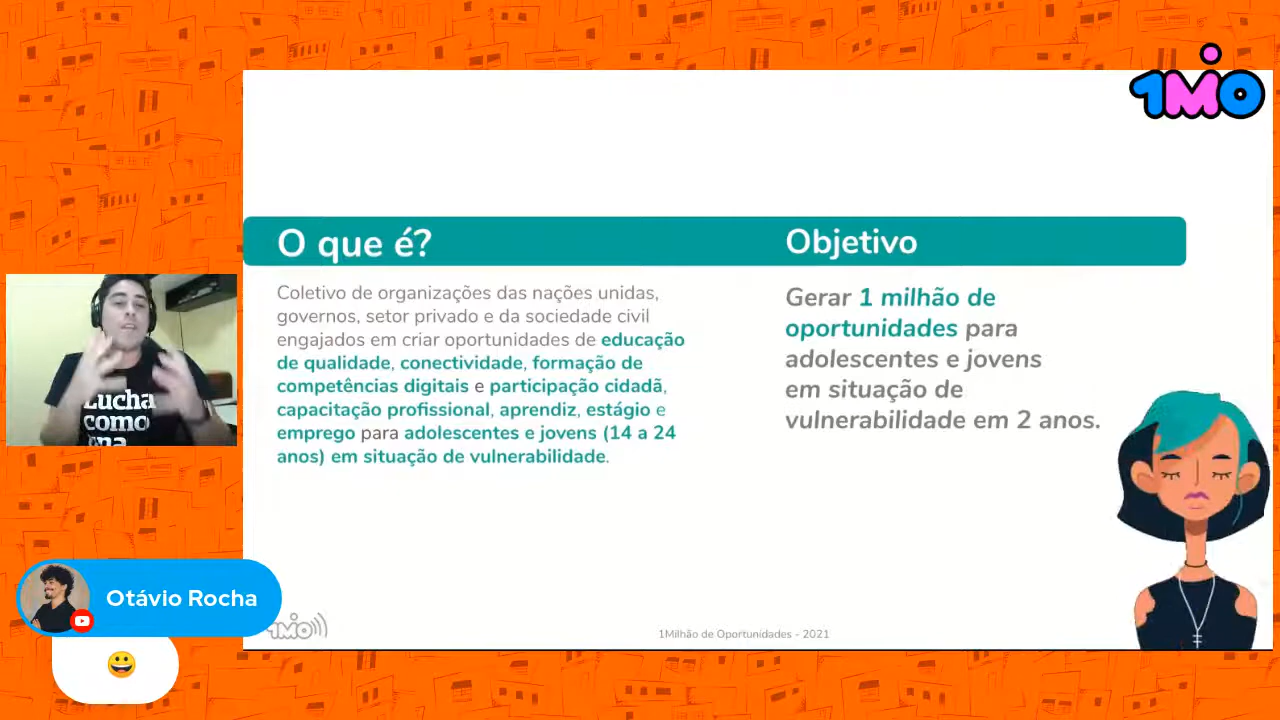 1MiO
O que é?
Coletivo de organizações das nações unidas,
governos, setor privado e da sociedade civil
engajados em criar oportunidades de educação
de qualidade, conectividade, formação de
competências digitais e participação cidadã,
capacitação profissional, aprendiz, estágio e
emprego para adolescentes e jovens (14 a 24
anos) em situação de vulnerabilidade.
Objetivo
Gerar 1 milhão de
oportunidades para
adolescentes e jovens
em situação de
vulnerabilidade em 2 anos.
Lucha
como
una
Otávio Rocha
1MiO
1Milhão de Oportunidades - 2021